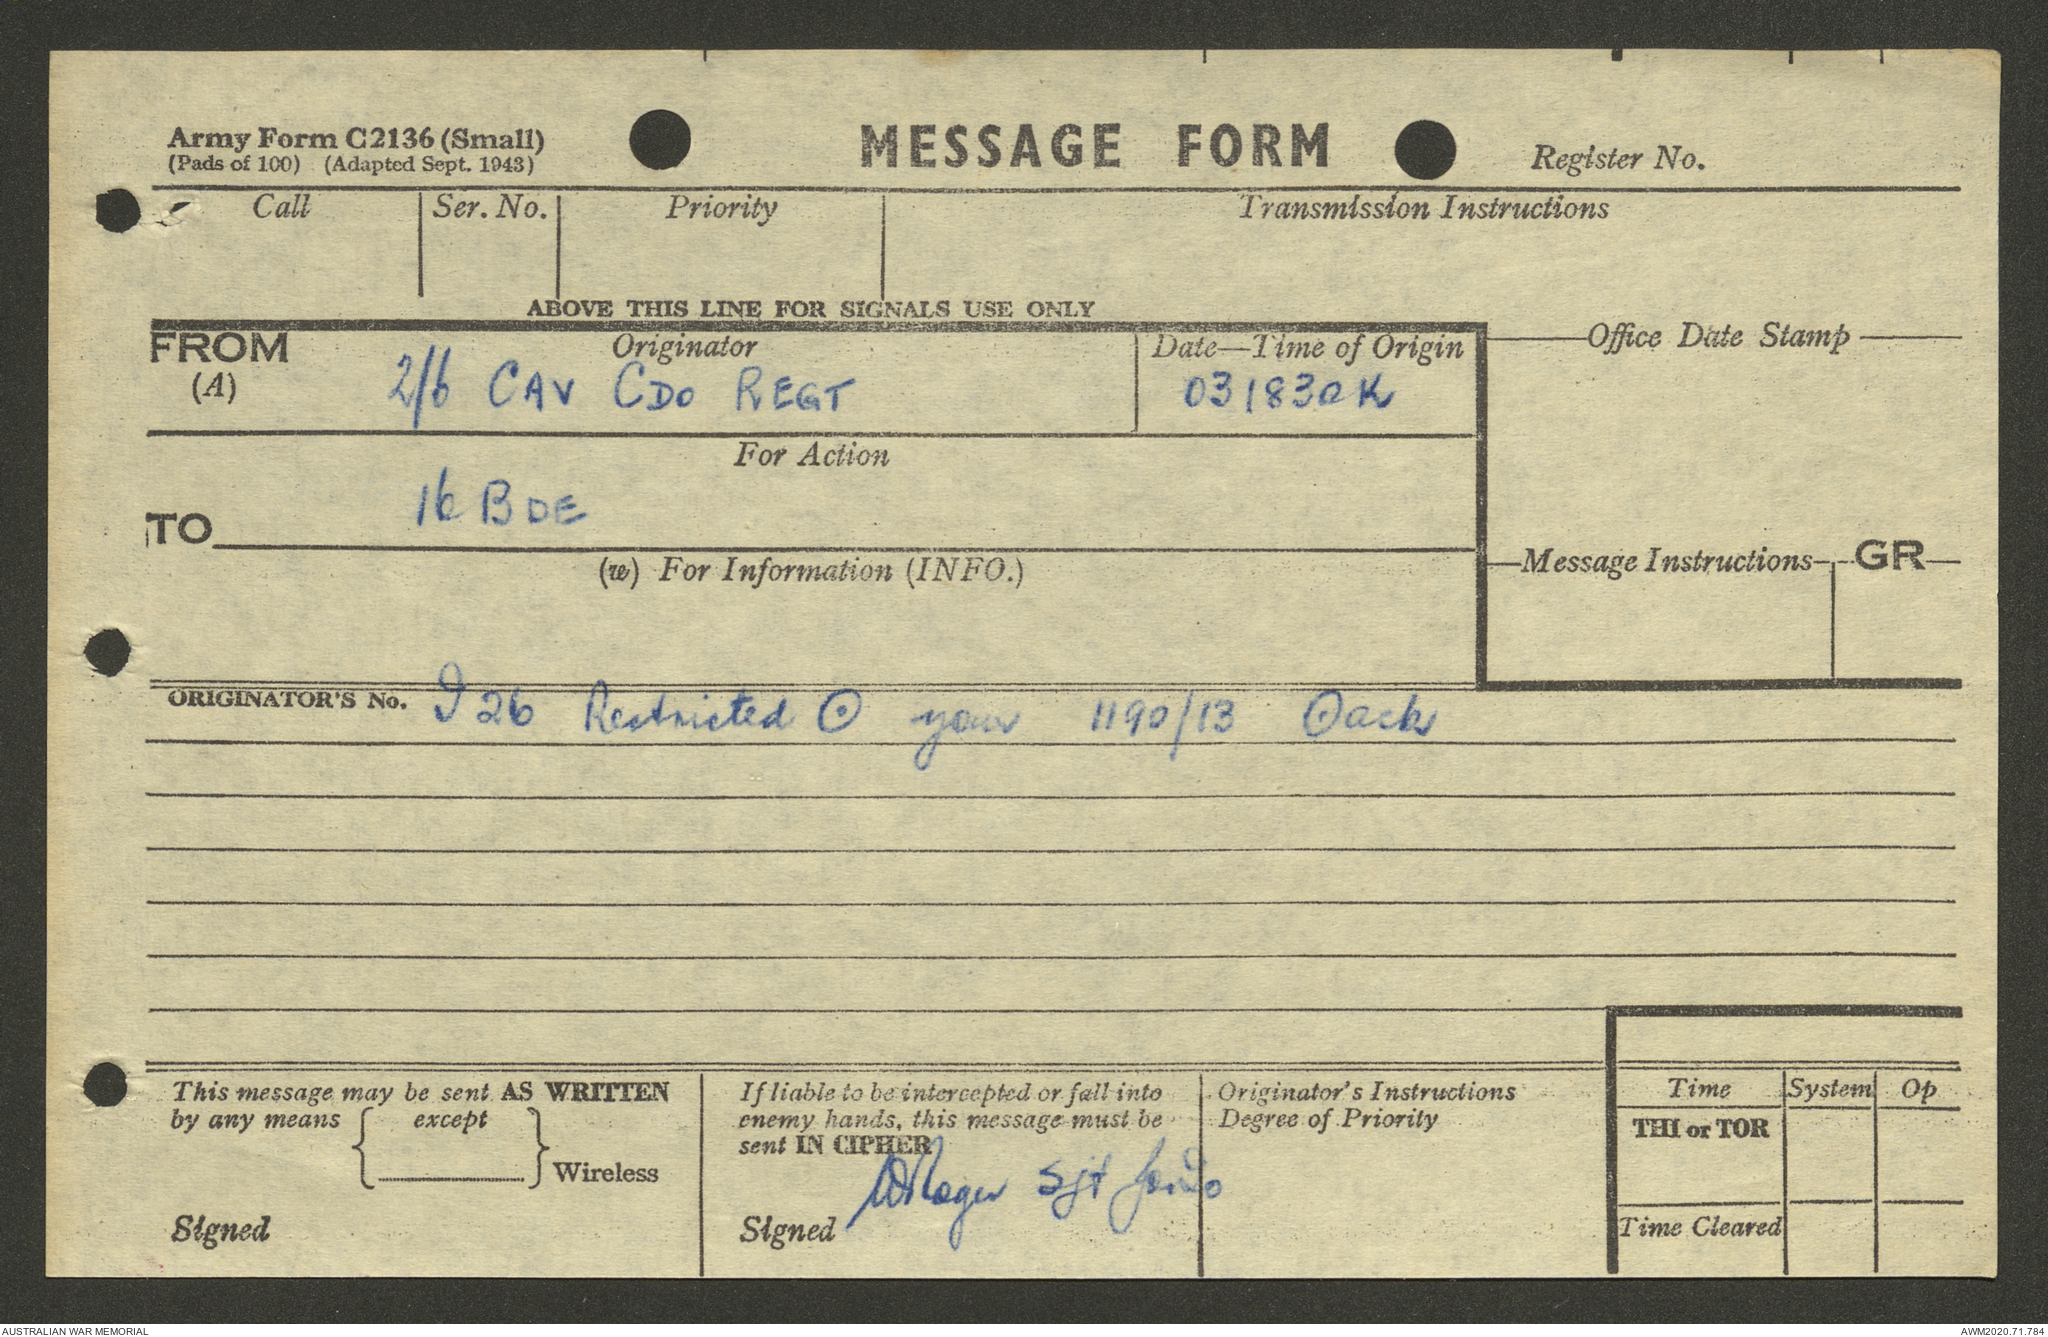 Army Form C2136 (Small)
(Pads of 100) (Adapted Sept. 1943)
MESSAGE FORM
Register No.
Call
Ser. No.
Priority
Transmission Instructions
ABOVE THIS LINE FOR SIGNALS USE ONLY
FROM
(A)
Originator
2/6 CAV CDO REGT
Date—Time of Origin
031830K
Office Date Stamp
For Action
TO
16 BDE
(w) For Information (INFO.)
Message Instructions
GR
ORIGINATOR'S No. I 26 Restricted ⊙ your 1190/13 ⊙ ack
This message may be sent AS WRITTEN
by any means except
Wireless
Signed
If liable to be intercepted or fall into
enemy hands, this message must be
sent IN CIPHER
Sjt
Signed
Originator's Instructions
Degree of Priority
Time
System
Op
THI or TOR
Time Cleared
AUSTRALIAN WAR MEMORIAL
AWM2020.71.784